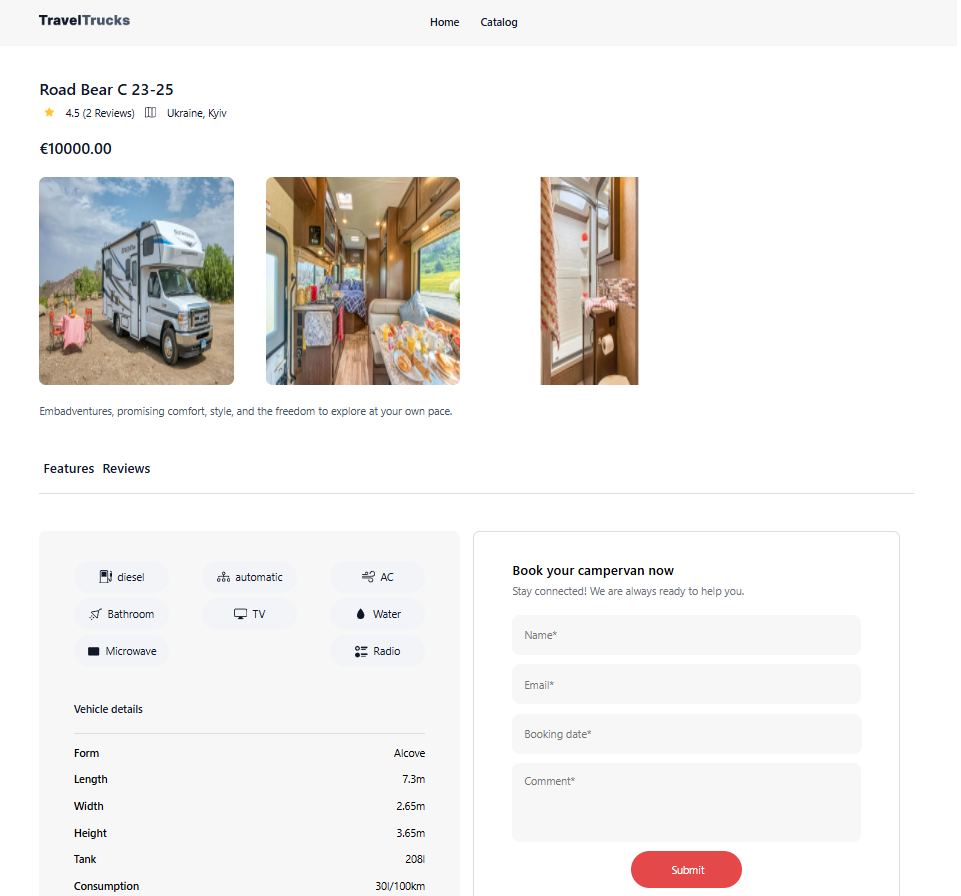 TravelTrucks
Home Catalog
Road Bear C 23-25
4.5 (2 Reviews) Ukraine, Kyiv
€10000.00
Embadventures, promising comfort, style, and the freedom to explore at your own pace.
Features Reviews
diesel automatic AC
Bathroom TV Water
Microwave Radio
Vehicle details
Form Alcove
Length 7.3m
Width 2.65m
Height 3.65m
Tank 208l
Consumption 30l/100km
Book your campervan now
Stay connected! We are always ready to help you.
Name*
Email*
Booking date*
Comment*
Submit